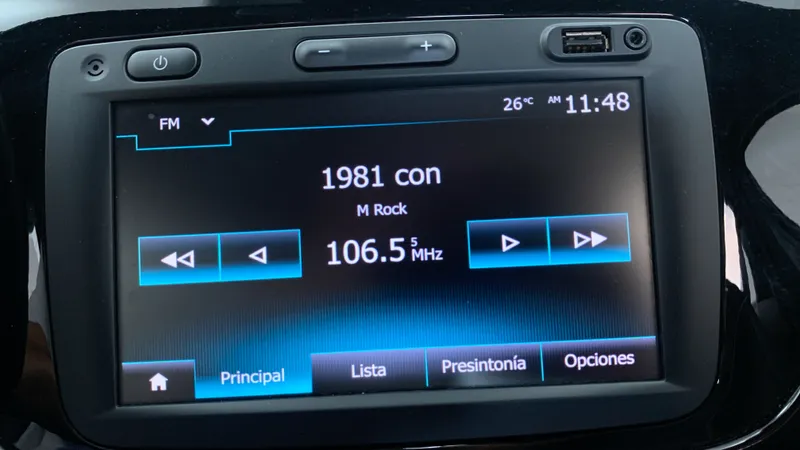 FM
26°C AM 11:48
1981 con
M Rock
106.5 5 MHz
Principal Lista Presintonía Opciones